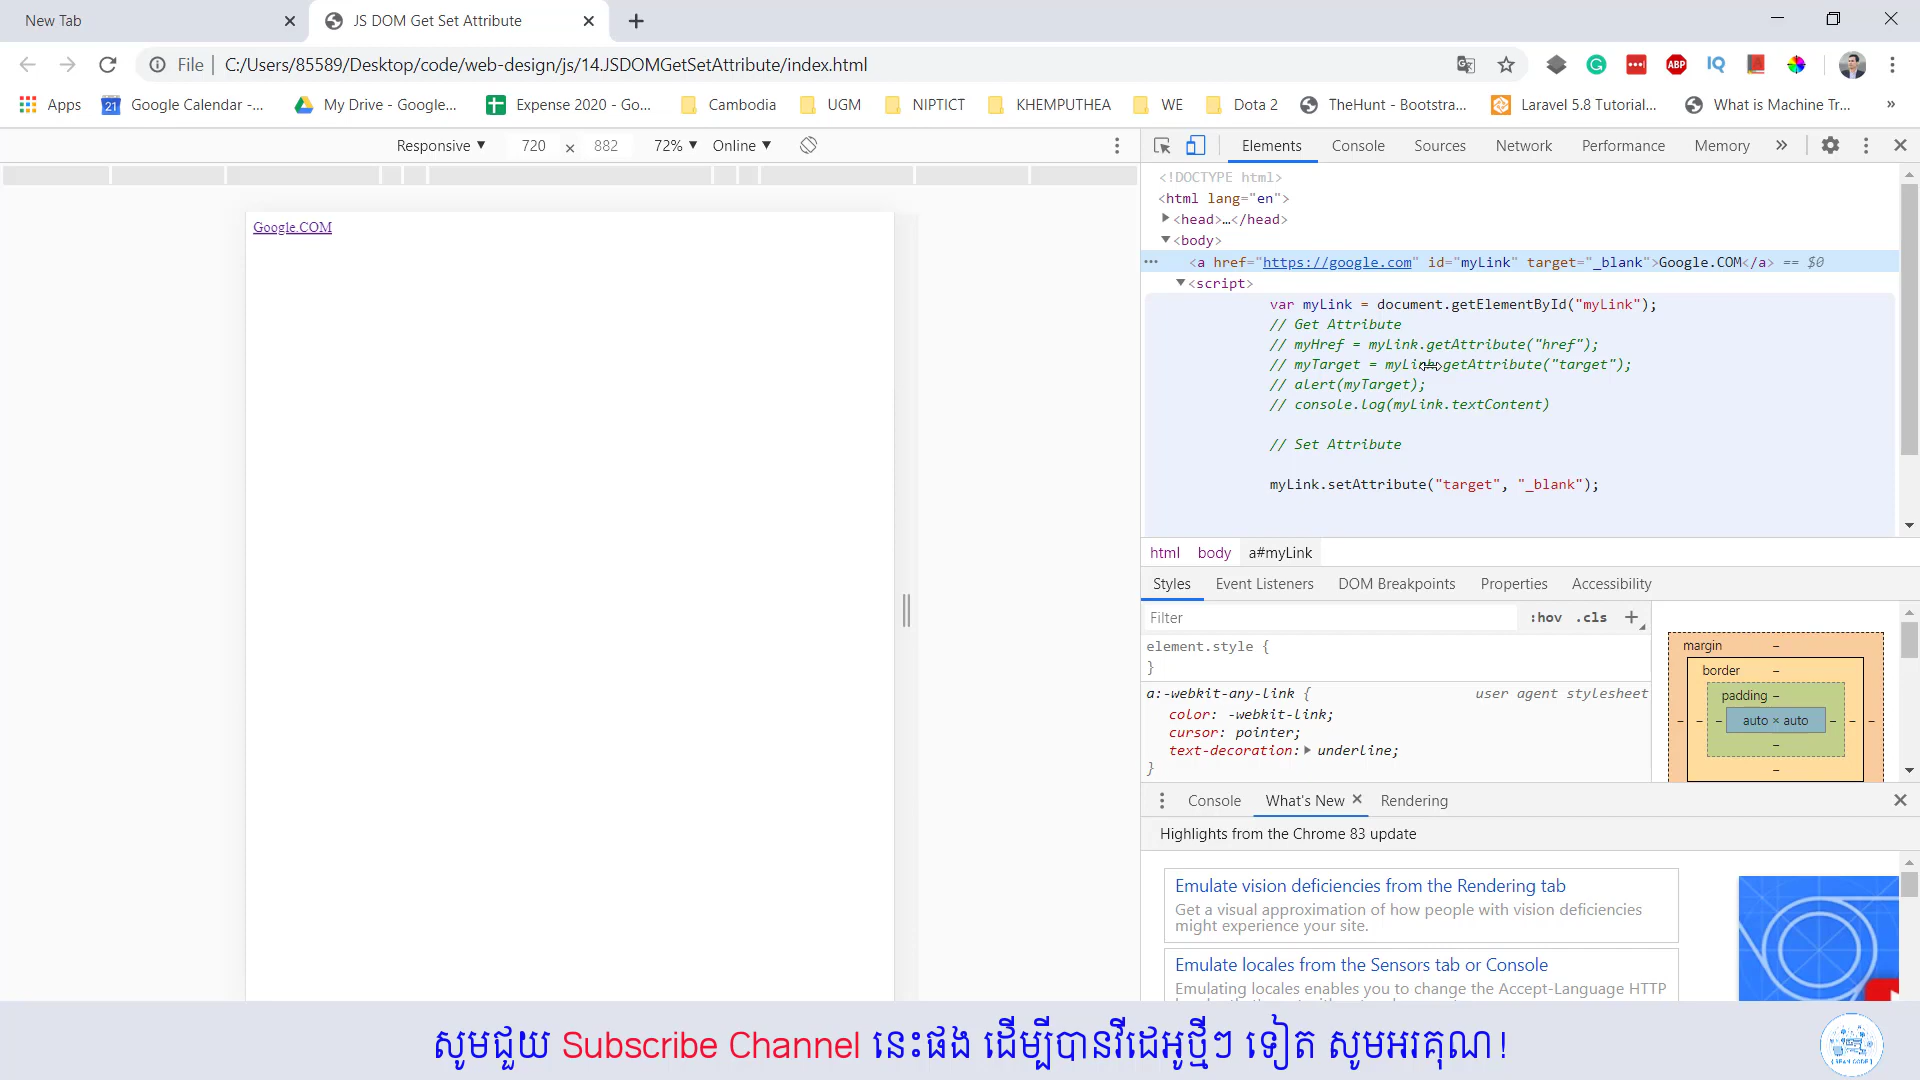 New Tab
JS DOM Get Set Attribute
File
C:/Users/85589/Desktop/code/web-design/js/14.JSDOMGetSetAttribute/index.html
Apps
21 Google Calendar -...
My Drive - Google...
Expense 2020 - Go...
Cambodia
UGM
NIPTICT
KHEMPUTHEA
WE
Dota 2
TheHunt - Bootstra...
Laravel 5.8 Tutorial...
What is Machine Tr...
»
ABP
IQ
Responsive ▼ 720 × 882 72% ▼ Online ▼
Elements Console Sources Network Performance Memory »
Google.COM
<!DOCTYPE html>
<html lang="en">
<head>…</head>
<body>
<a href="https://google.com" id="myLink" target="_blank">Google.COM</a> == $0
<script>
var myLink = document.getElementById("myLink");
// Get Attribute
// myHref = myLink.getAttribute("href");
// myTarget = myLink.getAttribute("target");
// alert(myTarget);
// console.log(myLink.textContent)
// Set Attribute
myLink.setAttribute("target", "_blank");
html body a#myLink
Styles Event Listeners DOM Breakpoints Properties Accessibility
Filter :hov .cls +
element.style {
}
a:-webkit-any-link { user agent stylesheet
color: -webkit-link;
cursor: pointer;
text-decoration: underline;
}
margin –
border –
padding –
– – – auto × auto – – –
–
–
Console What's New × Rendering
Highlights from the Chrome 83 update
Emulate vision deficiencies from the Rendering tab
Get a visual approximation of how people with vision deficiencies
might experience your site.
Emulate locales from the Sensors tab or Console
Emulating locales enables you to change the Accept-Language HTTP
សូមជួយ Subscribe Channel នេះផង ដើម្បីបានវីដេអូថ្មីៗ ទៀត សូមអរគុណ!